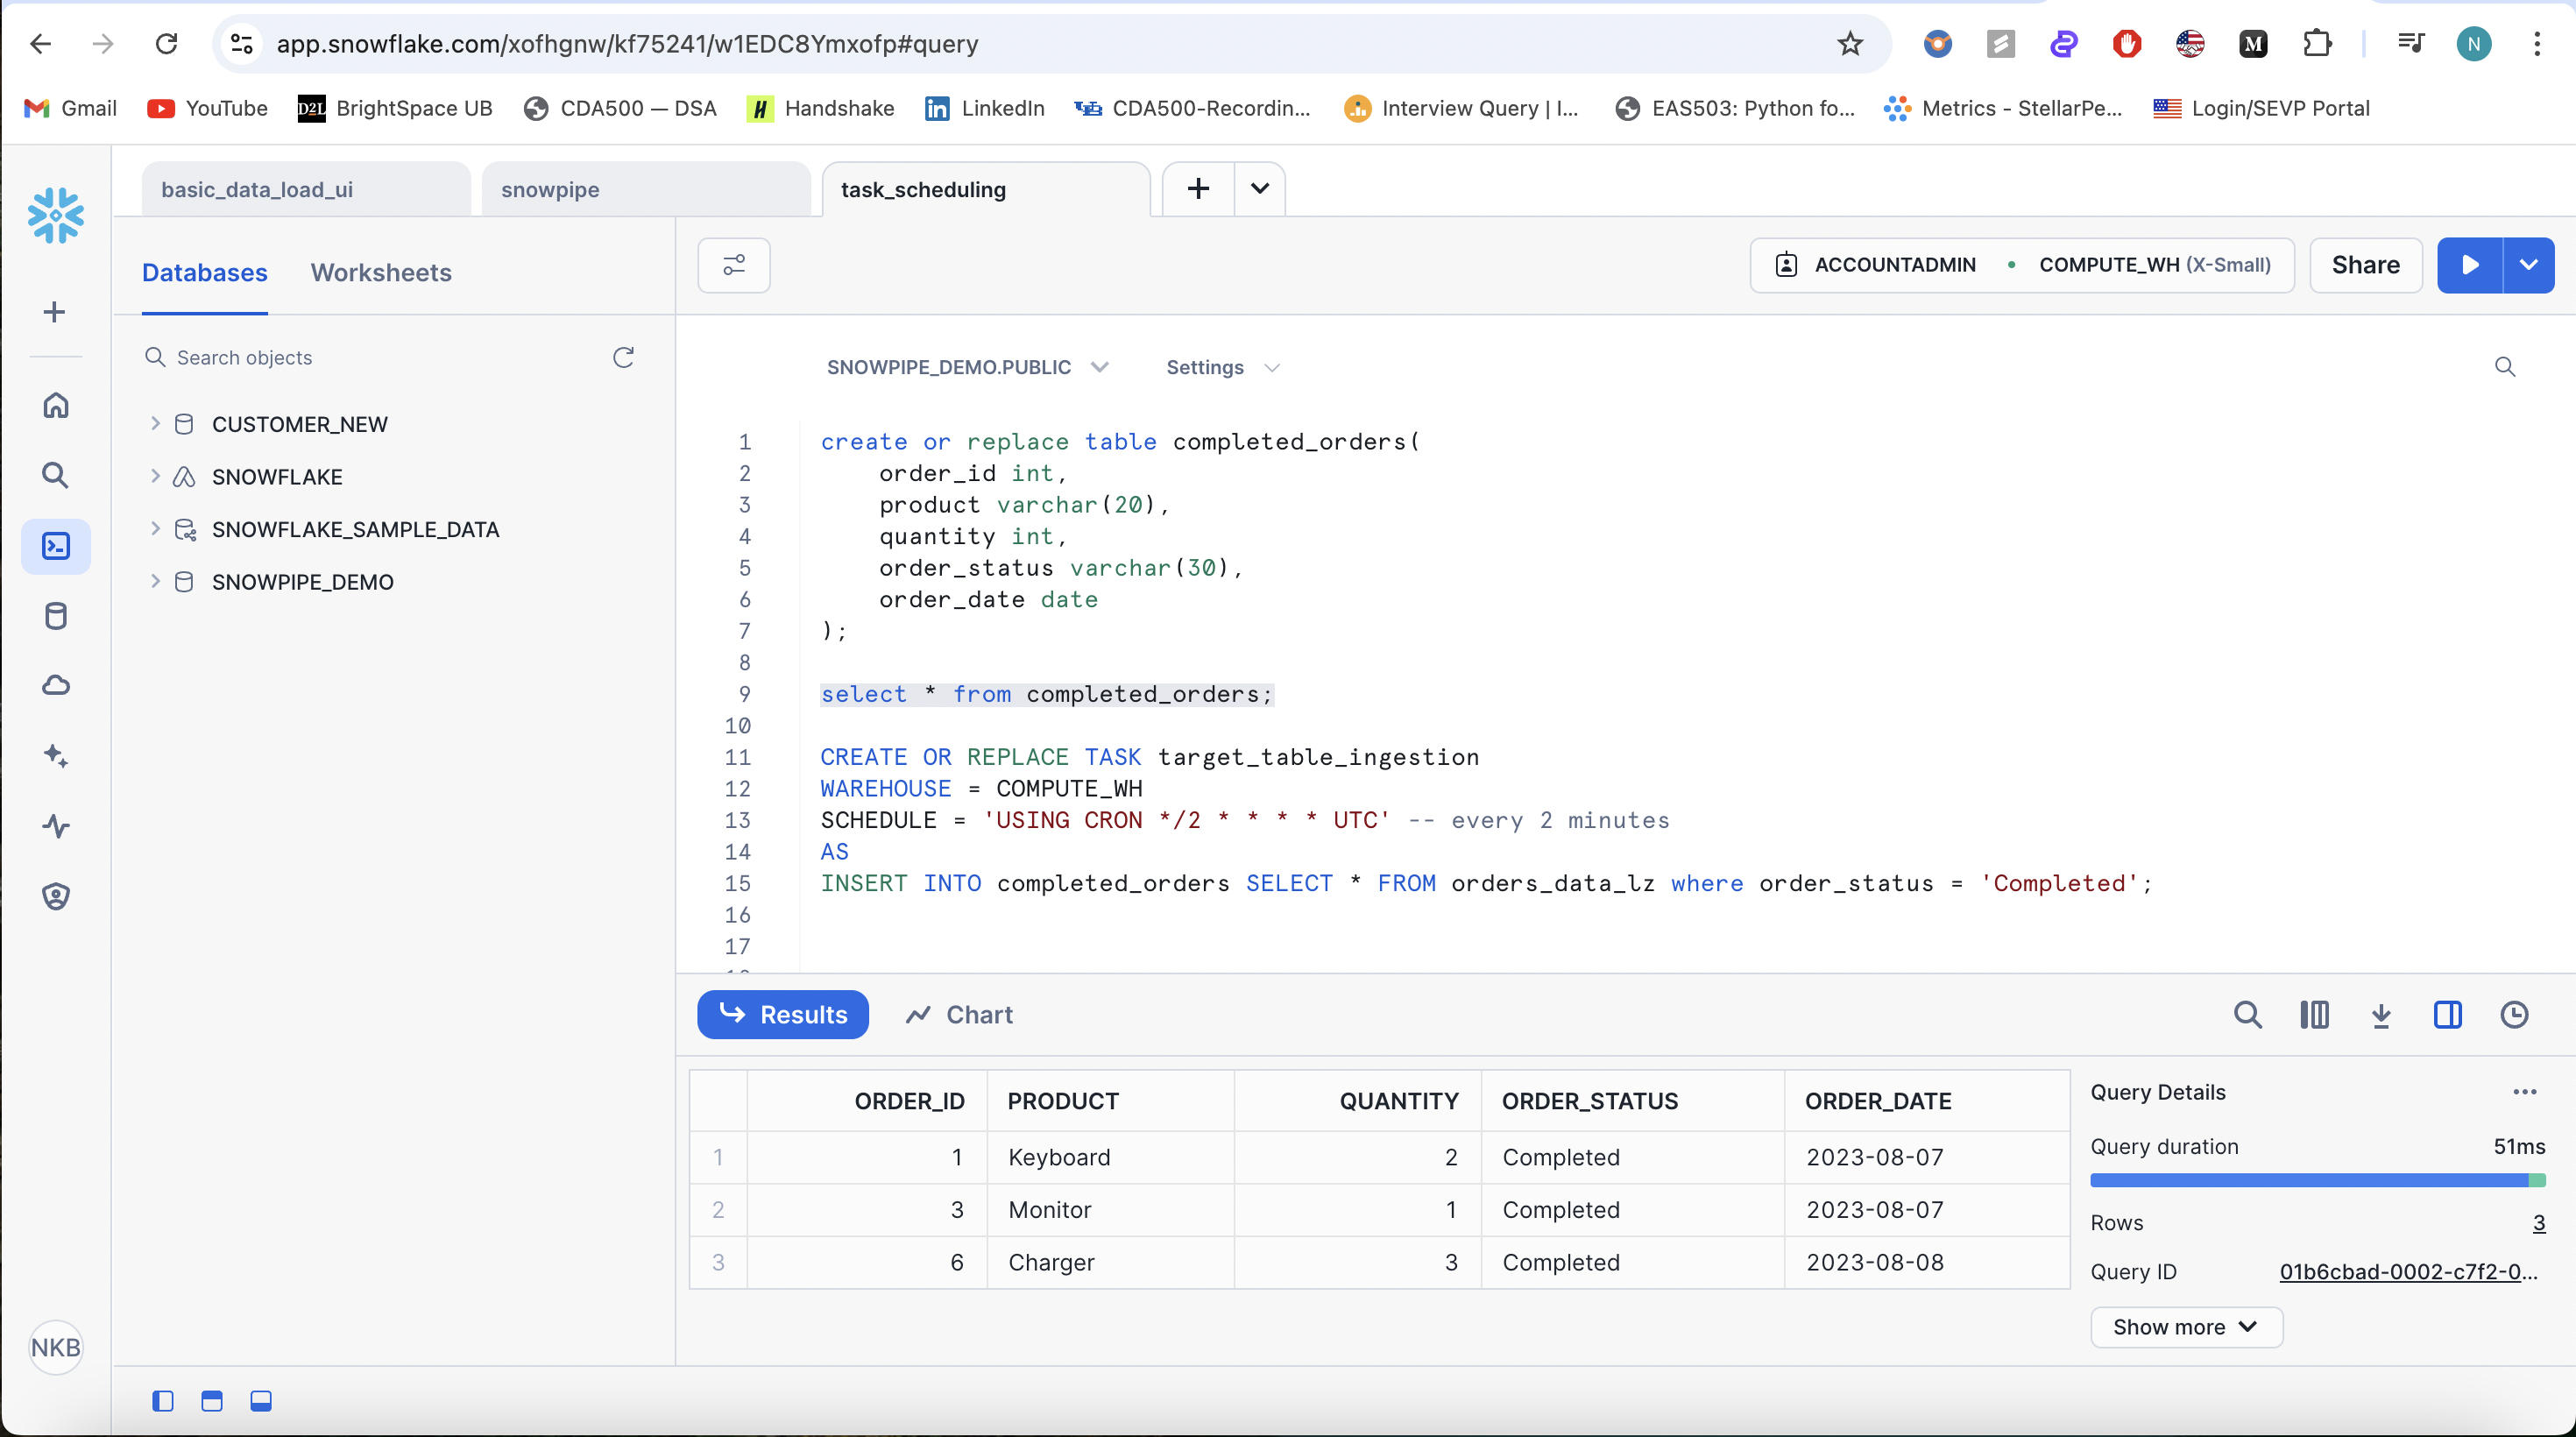 app.snowflake.com/xofhgnw/kf75241/w1EDC8Ymxofp#query
M
N
Gmail
YouTube
D2L BrightSpace UB
CDA500 — DSA
Handshake
LinkedIn
CDA500-Recordin...
Interview Query | I...
EAS503: Python fo...
Metrics - StellarPe...
Login/SEVP Portal
basic_data_load_ui
snowpipe
task_scheduling
Databases
Worksheets
ACCOUNTADMIN
COMPUTE_WH (X-Small)
Share
Search objects
CUSTOMER_NEW
SNOWFLAKE
SNOWFLAKE_SAMPLE_DATA
SNOWPIPE_DEMO
NKB
SNOWPIPE_DEMO.PUBLIC
Settings
1 create or replace table completed_orders(
2 order_id int,
3 product varchar(20),
4 quantity int,
5 order_status varchar(30),
6 order_date date
7 );
8
9 select * from completed_orders;
10
11 CREATE OR REPLACE TASK target_table_ingestion
12 WAREHOUSE = COMPUTE_WH
13 SCHEDULE = 'USING CRON */2 * * * * UTC' -- every 2 minutes
14 AS
15 INSERT INTO completed_orders SELECT * FROM orders_data_lz where order_status = 'Completed';
16
17
Results
Chart
ORDER_ID PRODUCT QUANTITY ORDER_STATUS ORDER_DATE
1 1 Keyboard 2 Completed 2023-08-07
2 3 Monitor 1 Completed 2023-08-07
3 6 Charger 3 Completed 2023-08-08
Query Details
Query duration 51ms
Rows 3
Query ID 01b6cbad-0002-c7f2-0...
Show more